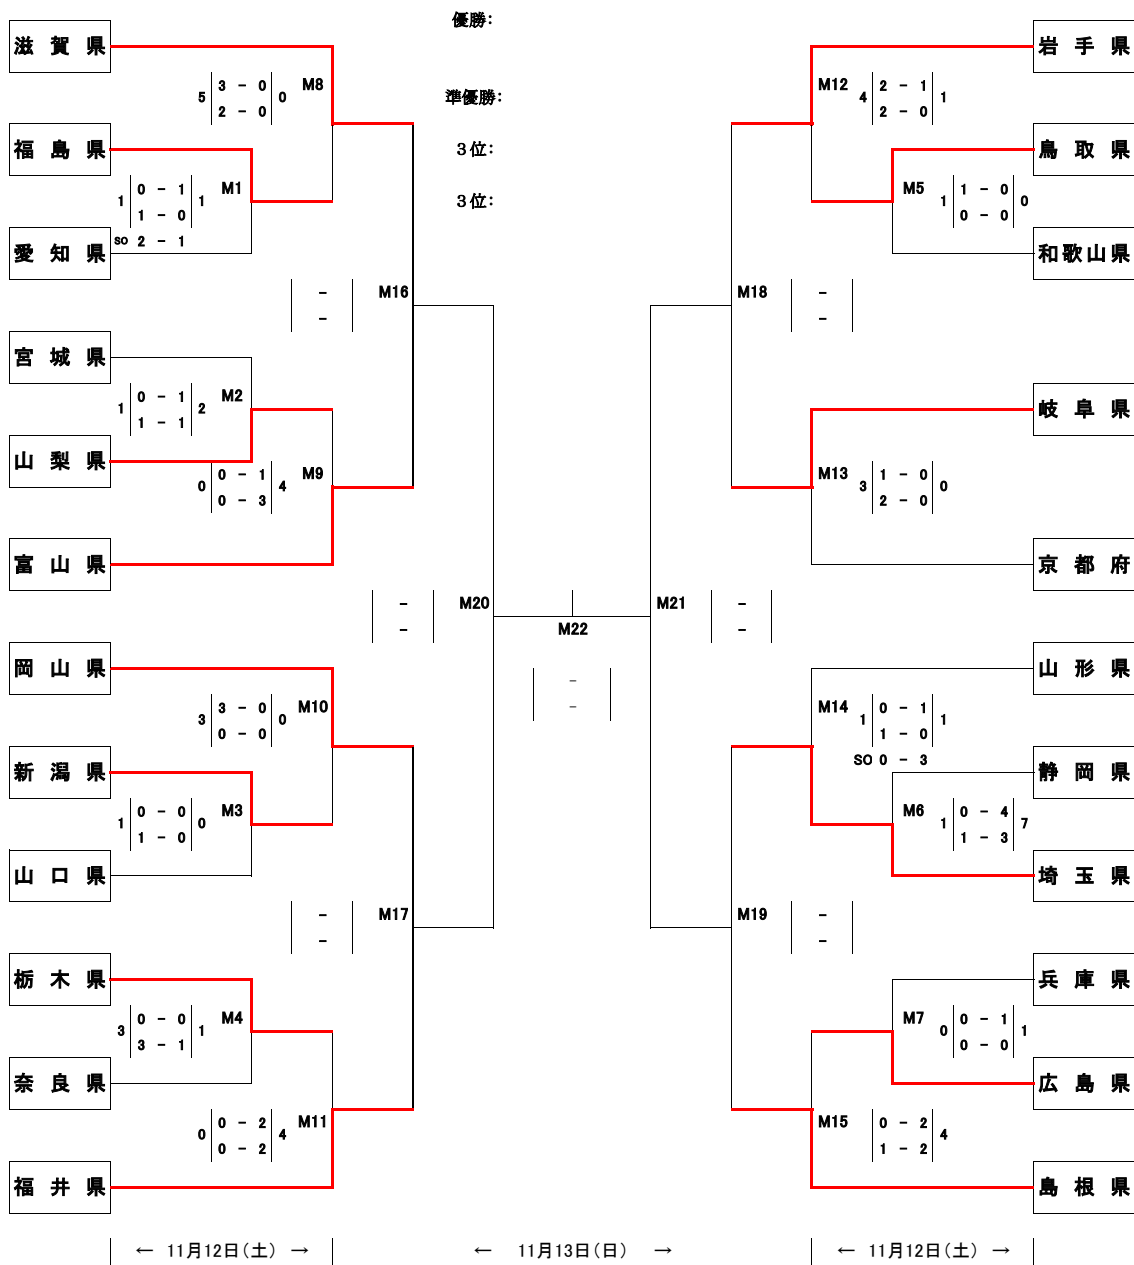 優勝：
準優勝：
３位：
３位：
滋賀県
5 3 - 0 0 M8
2 - 0
福島県
1 0 - 1 1 M1
1 - 0
SO 2 - 1
愛知県
- M16
-
宮城県
1 0 - 1 2 M2
1 - 1
山梨県
0 0 - 1 4 M9
0 - 3
富山県
- M20
-
岡山県
3 3 - 0 0 M10
0 - 0
新潟県
1 0 - 0 0 M3
1 - 0
山口県
- M17
-
栃木県
3 0 - 0 1 M4
3 - 1
奈良県
0 0 - 2 4 M11
0 - 2
福井県
M22
-
-
岩手県
M12 4 2 - 1 1
2 - 0
鳥取県
M5 1 1 - 0 0
0 - 0
和歌山県
M18 -
-
岐阜県
M13 3 1 - 0 0
2 - 0
京都府
M21 -
-
山形県
M14 1 0 - 1 1
1 - 0
SO 0 - 3
静岡県
M6 1 0 - 4 7
1 - 3
埼玉県
M19 -
-
兵庫県
M7 0 0 - 1 1
0 - 0
広島県
M15 0 - 2 4
1 - 2
島根県
← 11月12日（土） →
← 11月13日（日） →
← 11月12日（土） →